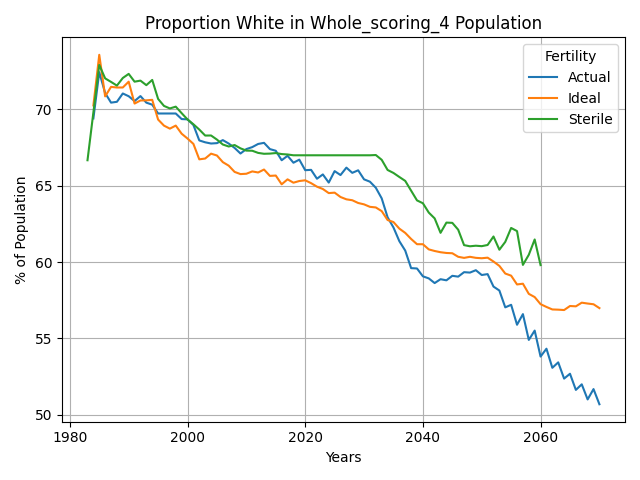 Proportion White in Whole_scoring_4 Population
% of Population
70
65
60
55
50
1980
2000
2020
2040
2060
Years
Fertility
Actual
Ideal
Sterile